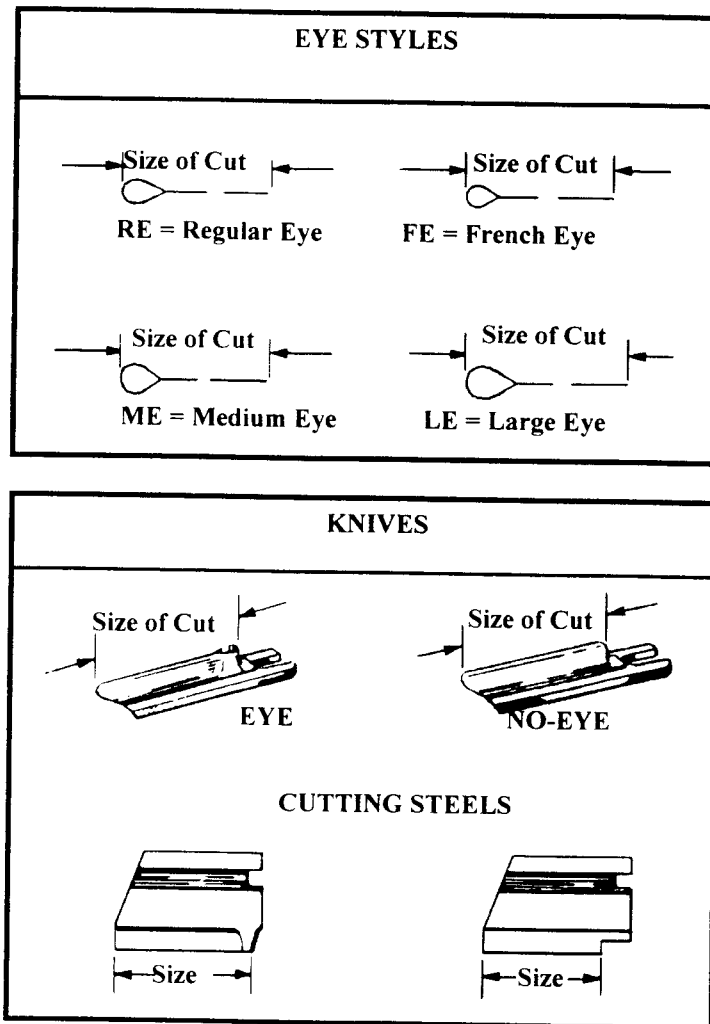 EYE STYLES
Size of Cut
Size of Cut
RE = Regular Eye
FE = French Eye
Size of Cut
Size of Cut
ME = Medium Eye
LE = Large Eye
KNIVES
Size of Cut
Size of Cut
EYE
NO-EYE
CUTTING STEELS
Size
Size